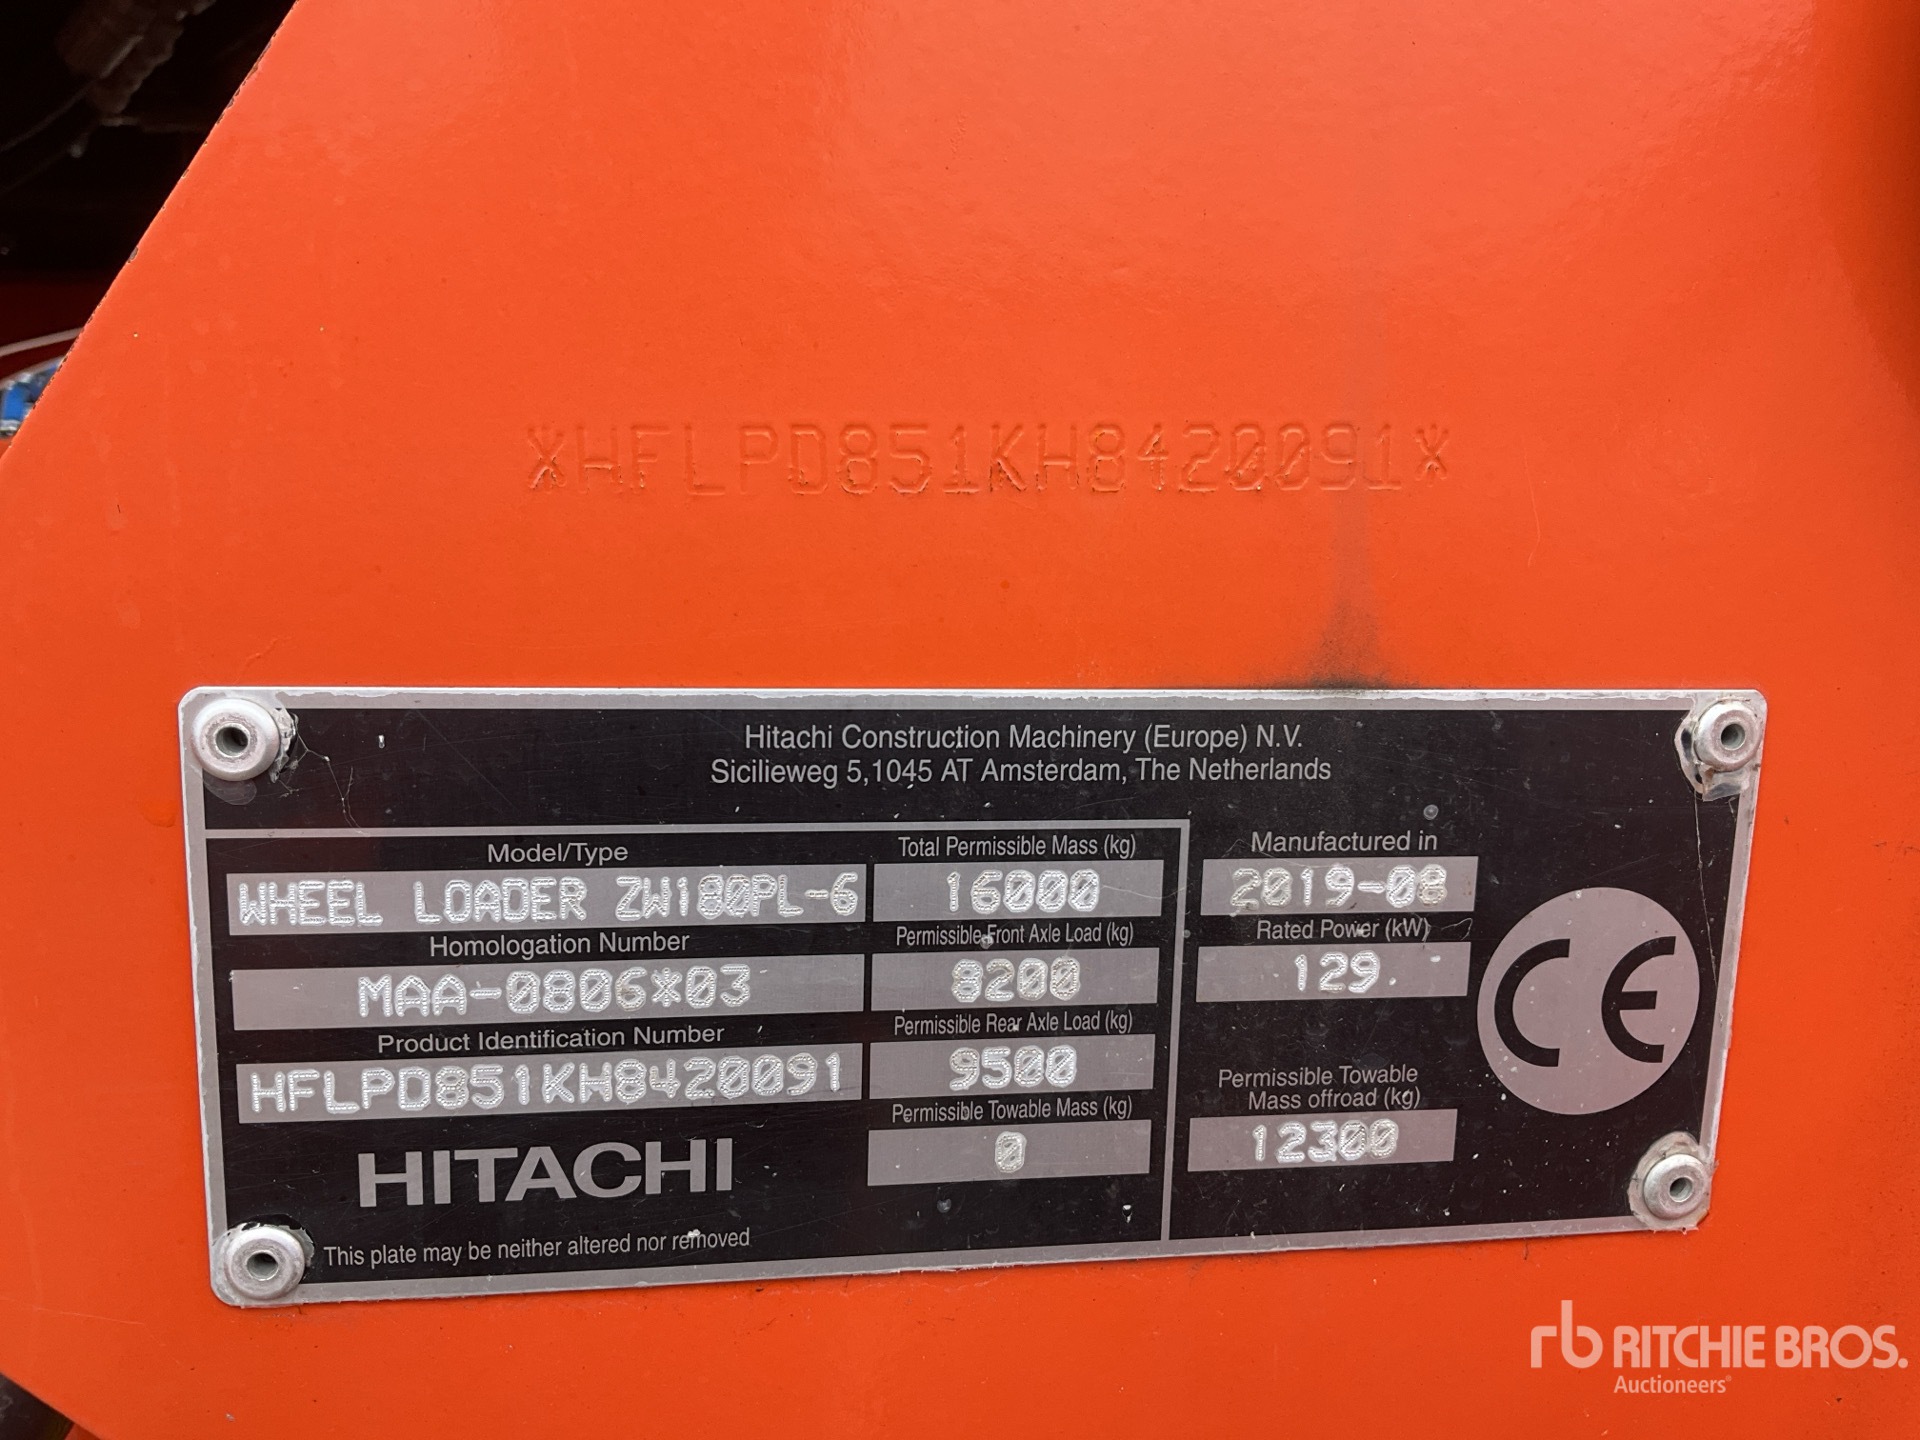 *HFLPD851KH8420091*
Hitachi Construction Machinery (Europe) N.V.
Sicilieweg 5,1045 AT Amsterdam, The Netherlands
Model/Type
WHEEL LOADER ZW180PL-6
Homologation Number
MAA-0806*03
Product Identification Number
HFLPD851KH8420091
HITACHI
This plate may be neither altered nor removed
Total Permissible Mass (kg)
16000
Permissible Front Axle Load (kg)
8200
Permissible Rear Axle Load (kg)
9500
Permissible Towable Mass (kg)
0
Manufactured in
2019-08
Rated Power (kW)
129
Permissible Towable
Mass offroad (kg)
12300
CE
rb RITCHIE BROS.
Auctioneers®